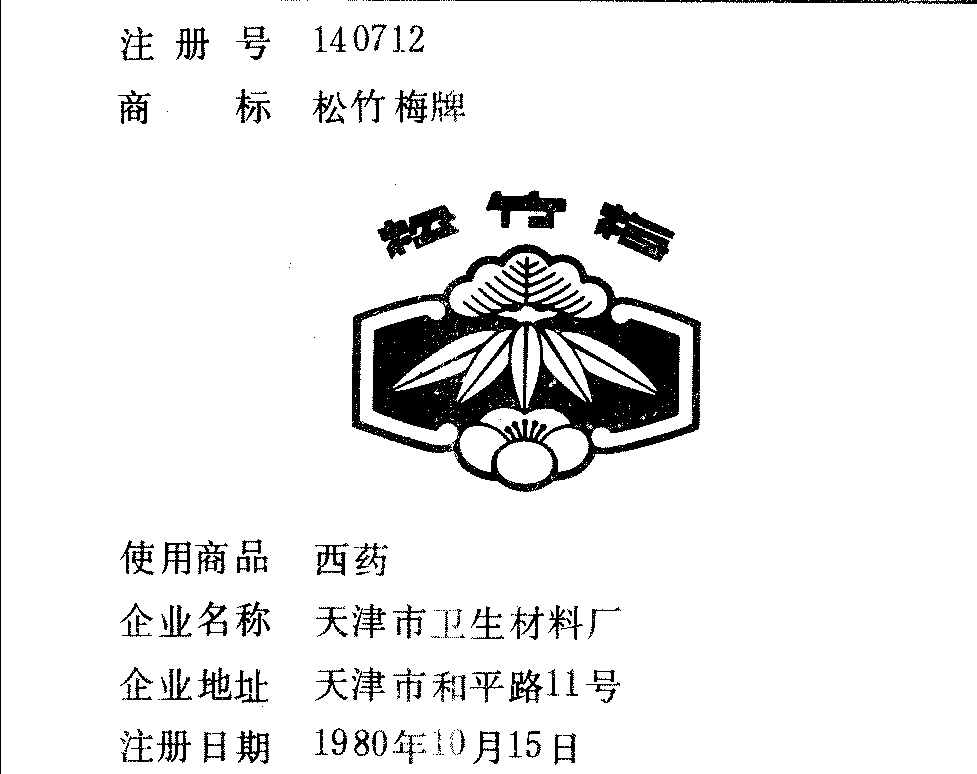 注册号 140712
商标 松竹梅牌
松竹梅
使用商品 西药
企业名称 天津市卫生材料厂
企业地址 天津市和平路11号
注册日期 1980年10月15日